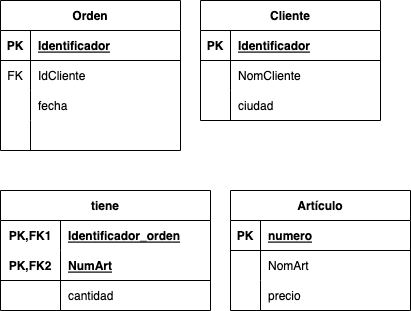 Orden
PK Identificador
FK IdCliente
fecha
Cliente
PK Identificador
NomCliente
ciudad
tiene
PK,FK1 Identificador_orden
PK,FK2 NumArt
cantidad
Artículo
PK numero
NomArt
precio